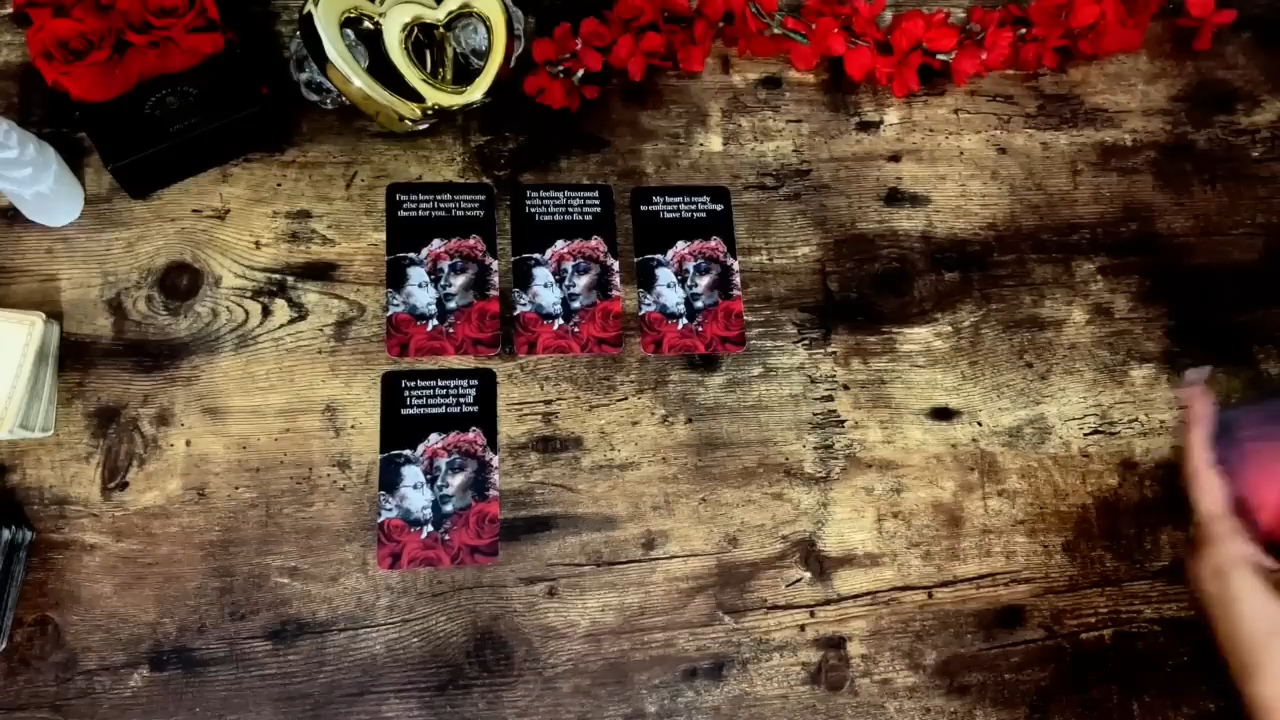 I'm in love with someone
else and I won't leave
them for you.. I'm sorry
I'm feeling frustrated
with myself right now
I wish there was more
I can do to fix us
My heart is ready
to embrace these feelings
I have for you
I've been keeping us
a secret for so long
I feel nobody will
understand our love